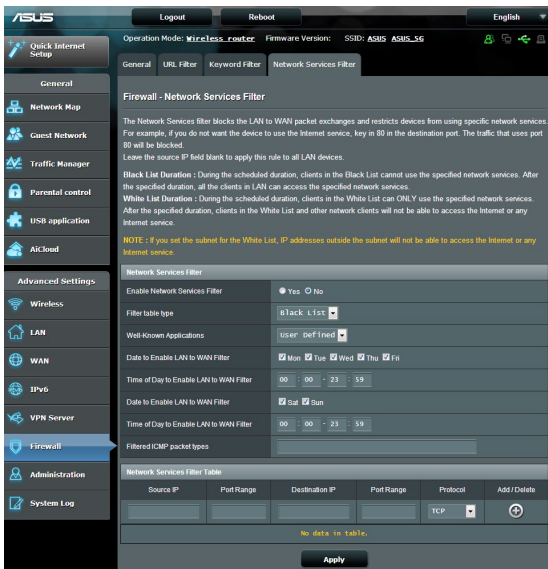 ASUS
Logout
Reboot
English
Quick Internet
Setup
Operation Mode: Wireless router Firmware Version: SSID: ASUS ASUS_5G
General
URL Filter
Keyword Filter
Network Services Filter
General
Network Map
Guest Network
Traffic Manager
Parental control
USB application
AiCloud
Advanced Settings
Wireless
LAN
WAN
IPv6
VPN Server
Firewall
Administration
System Log
Firewall - Network Services Filter
The Network Services filter blocks the LAN to WAN packet exchanges and restricts devices from using specific network services.
For example, if you do not want the device to use the Internet service, key in 80 in the destination port. The traffic that uses port
80 will be blocked.
Leave the source IP field blank to apply this rule to all LAN devices.
Black List Duration : During the scheduled duration, clients in the Black List cannot use the specified network services. After
the specified duration, all the clients in LAN can access the specified network services.
White List Duration : During the scheduled duration, clients in the White List can ONLY use the specified network services.
After the specified duration, clients in the White List and other network clients will not be able to access the Internet or any
Internet service.
NOTE : If you set the subnet for the White List, IP addresses outside the subnet will not be able to access the Internet or any
Internet service.
Network Services Filter
Enable Network Services Filter Yes No
Filter table type Black List
Well-Known Applications User Defined
Date to Enable LAN to WAN Filter Mon Tue Wed Thu Fri
Time of Day to Enable LAN to WAN Filter 00 : 00 - 23 : 59
Date to Enable LAN to WAN Filter Sat Sun
Time of Day to Enable LAN to WAN Filter 00 : 00 - 23 : 59
Filtered ICMP packet types
Network Services Filter Table
Source IP Port Range Destination IP Port Range Protocol Add / Delete
TCP
No data in table.
Apply